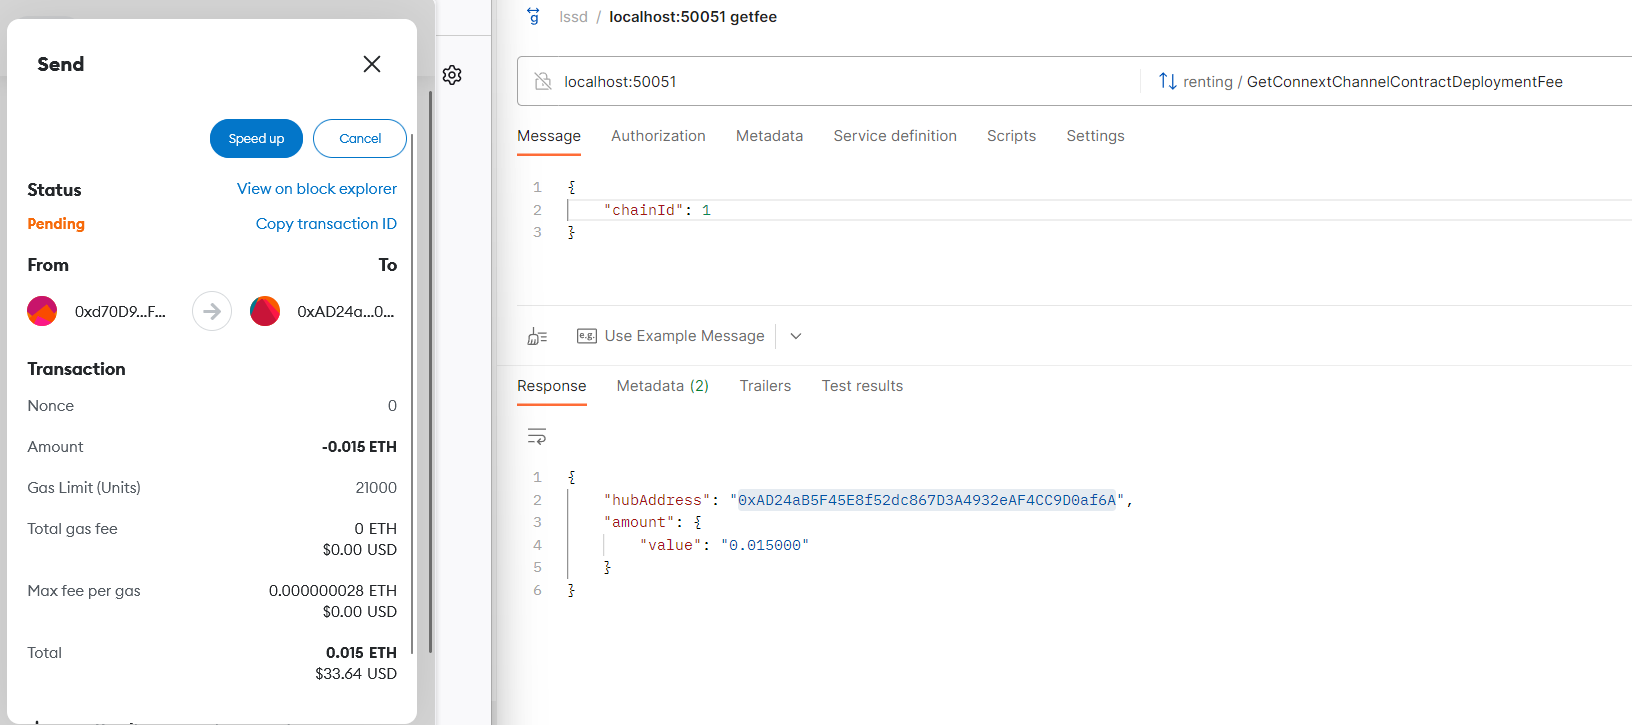 Send
Speed up
Cancel
Status
View on block explorer
Pending
Copy transaction ID
From
To
0xd70D9...F...
0xAD24a...0...
Transaction
Nonce
0
Amount
-0.015 ETH
Gas Limit (Units)
21000
Total gas fee
0 ETH
$0.00 USD
Max fee per gas
0.000000028 ETH
$0.00 USD
Total
0.015 ETH
$33.64 USD
lssd / localhost:50051 getfee
localhost:50051
renting / GetConnextChannelContractDeploymentFee
Message
Authorization
Metadata
Service definition
Scripts
Settings
1 {
2 "chainId": 1
3 }
e.g. Use Example Message
Response
Metadata (2)
Trailers
Test results
1 {
2 "hubAddress": "0xAD24aB5F45E8f52dc867D3A4932eAF4CC9D0af6A",
3 "amount": {
4 "value": "0.015000"
5 }
6 }